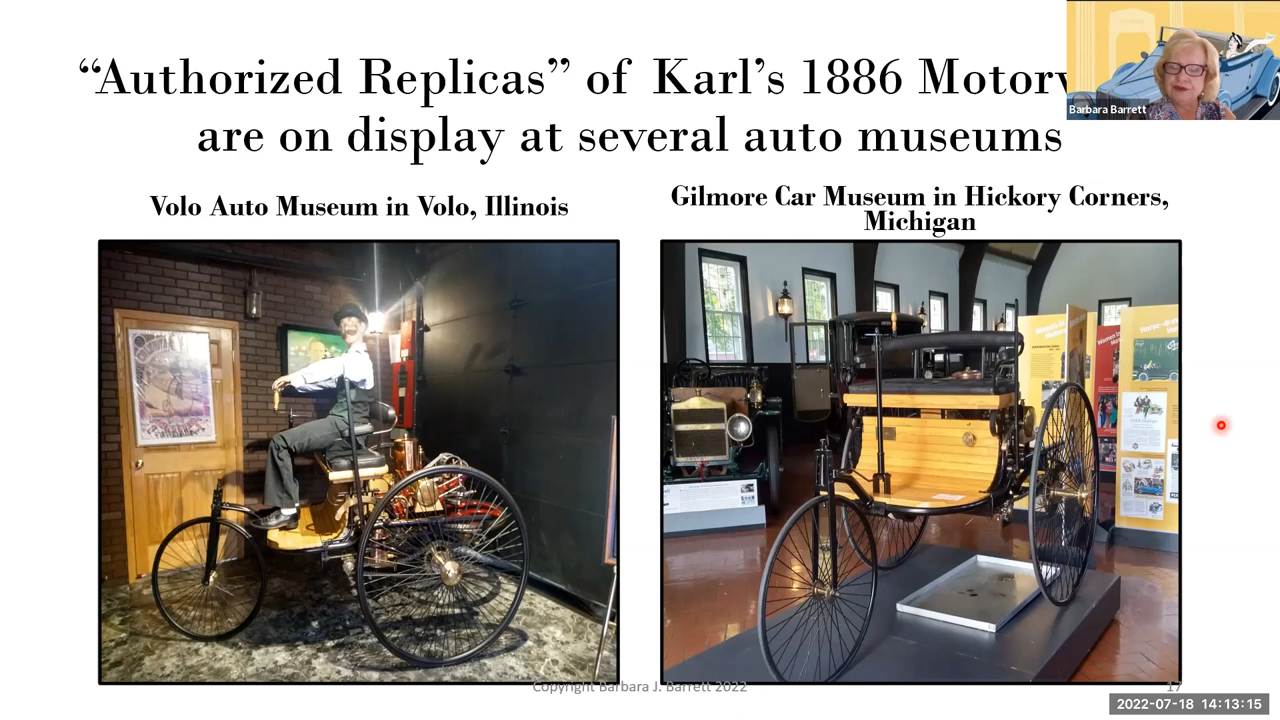 “Authorized Replicas” of Karl’s 1886 Motorv
are on display at several auto museums
Barbara Barrett
Volo Auto Museum in Volo, Illinois
Gilmore Car Museum in Hickory Corners,
Michigan
Copyright Barbara J. Barrett 2022
17
2022-07-18 14:13:15